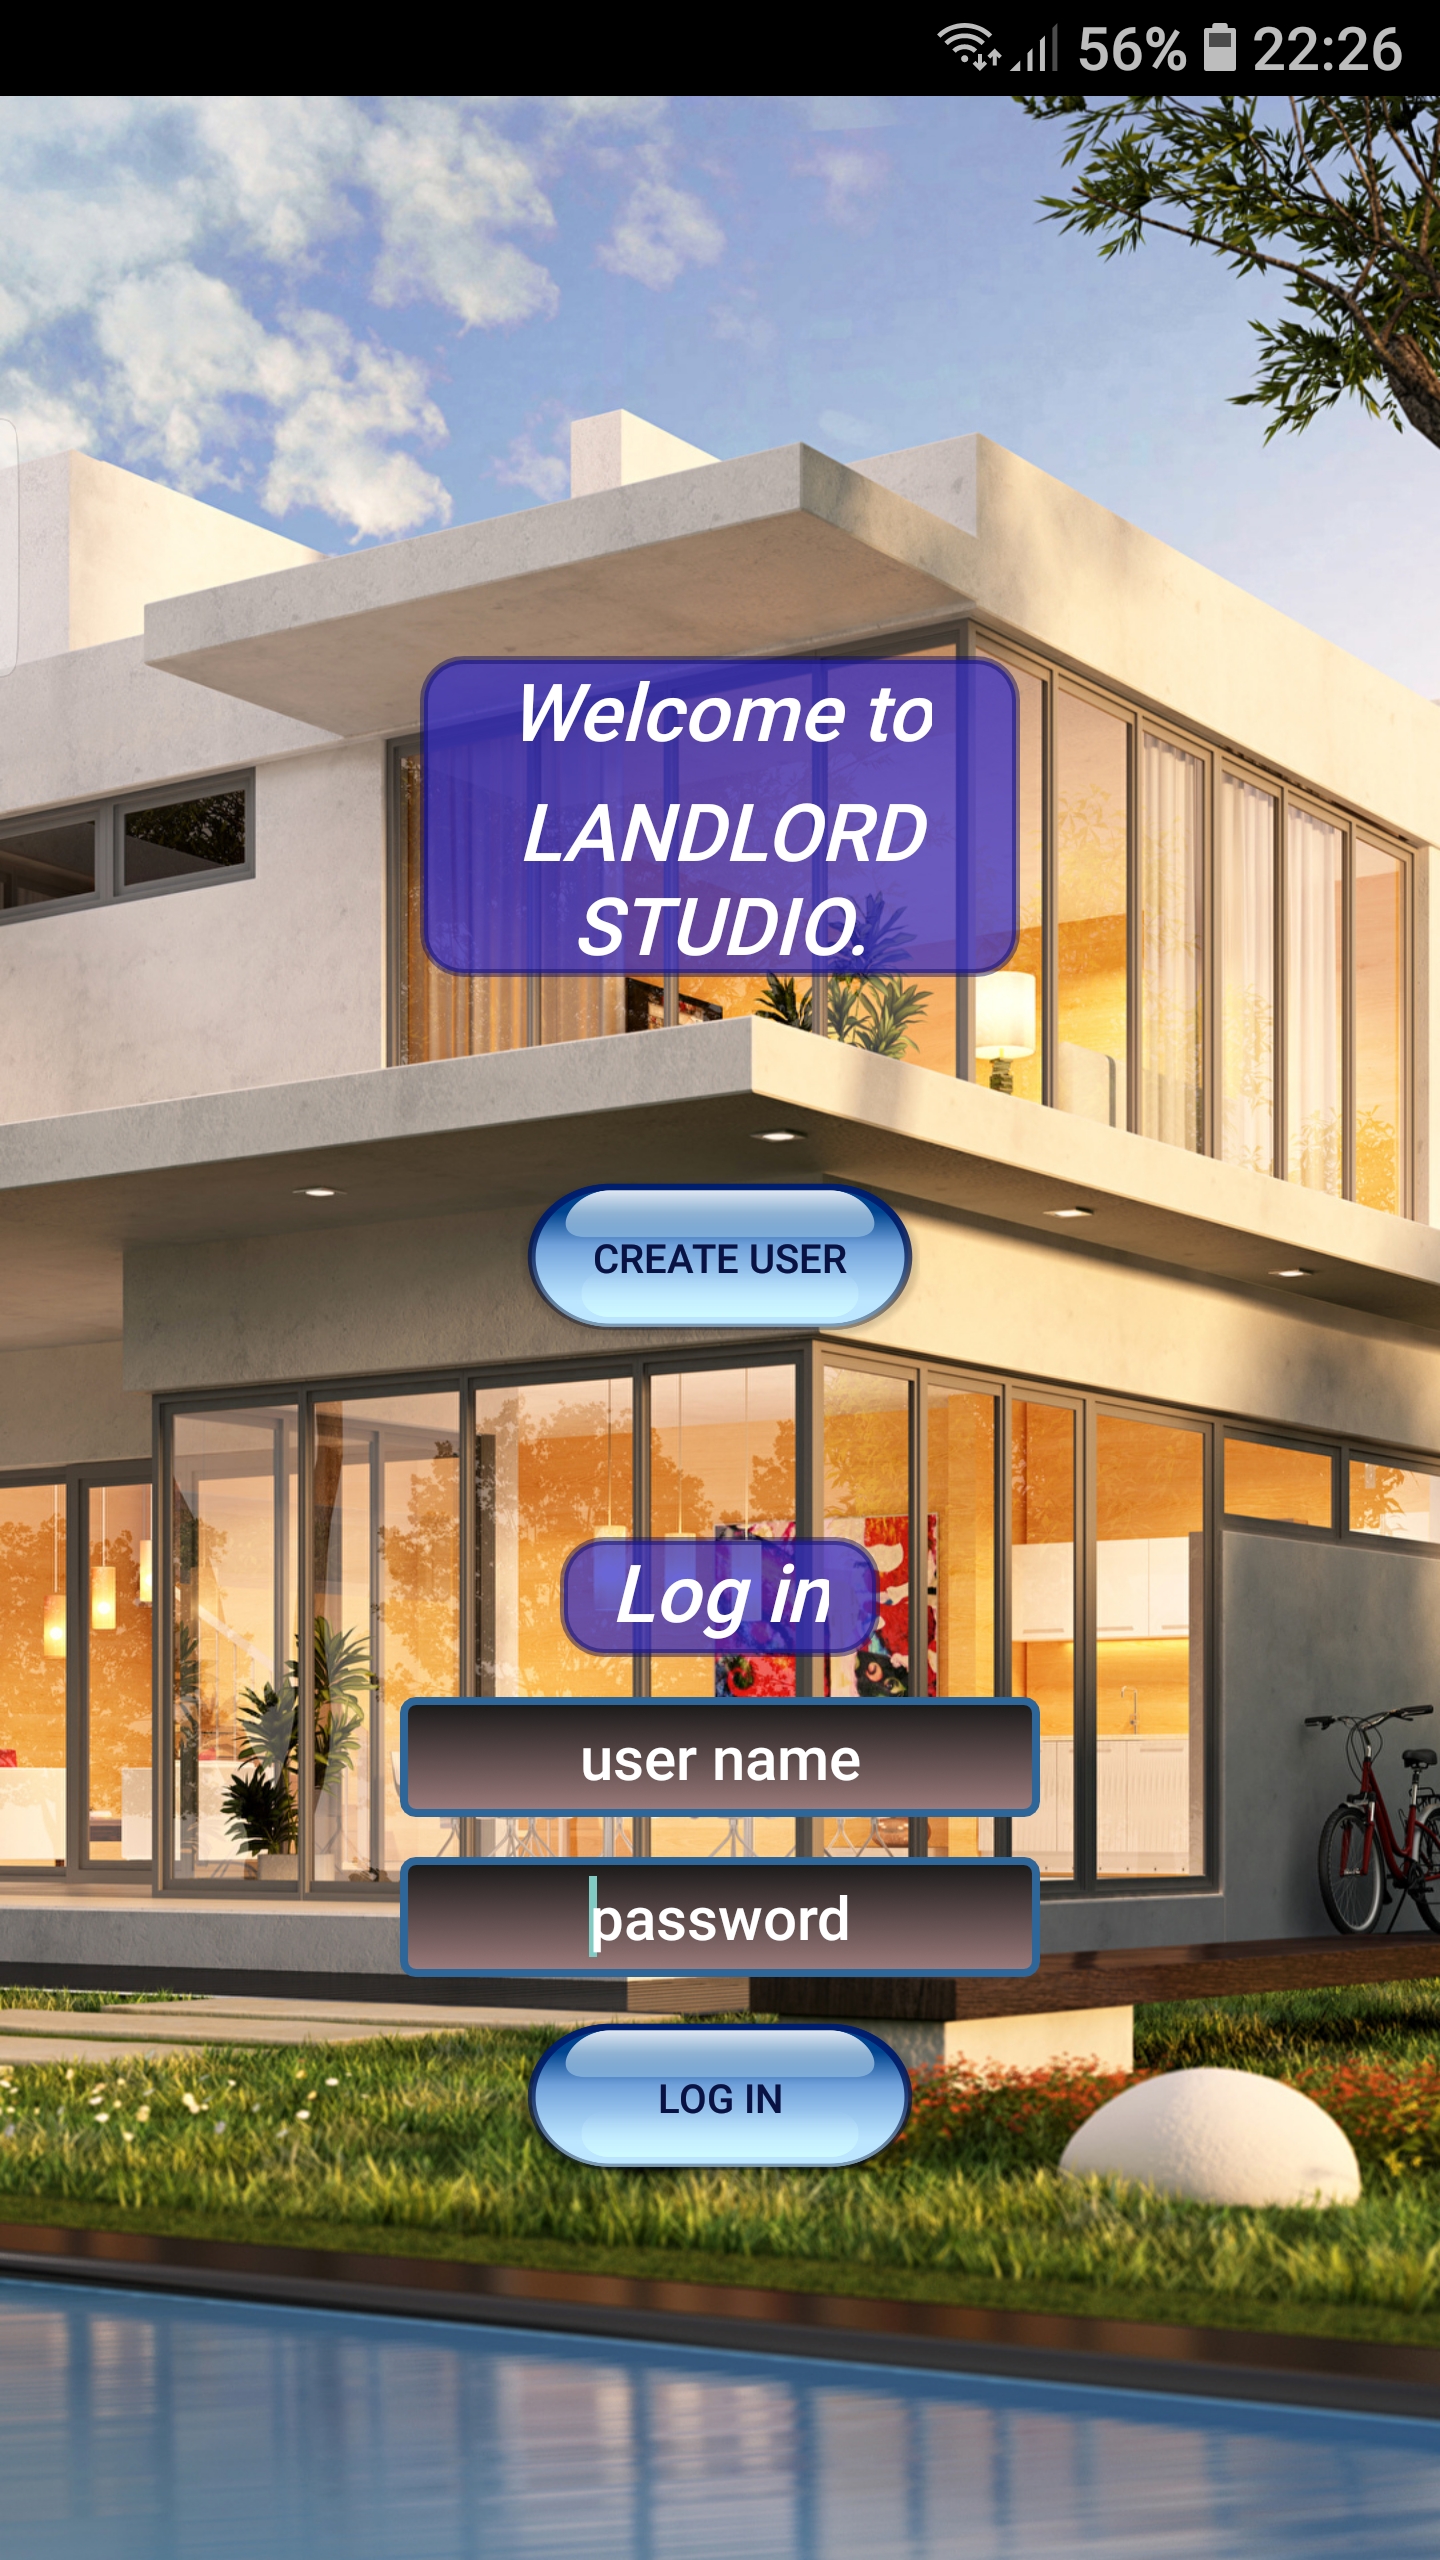 56% 22:26
Welcome to
LANDLORD
STUDIO.
CREATE USER
Log in
user name
password
LOG IN